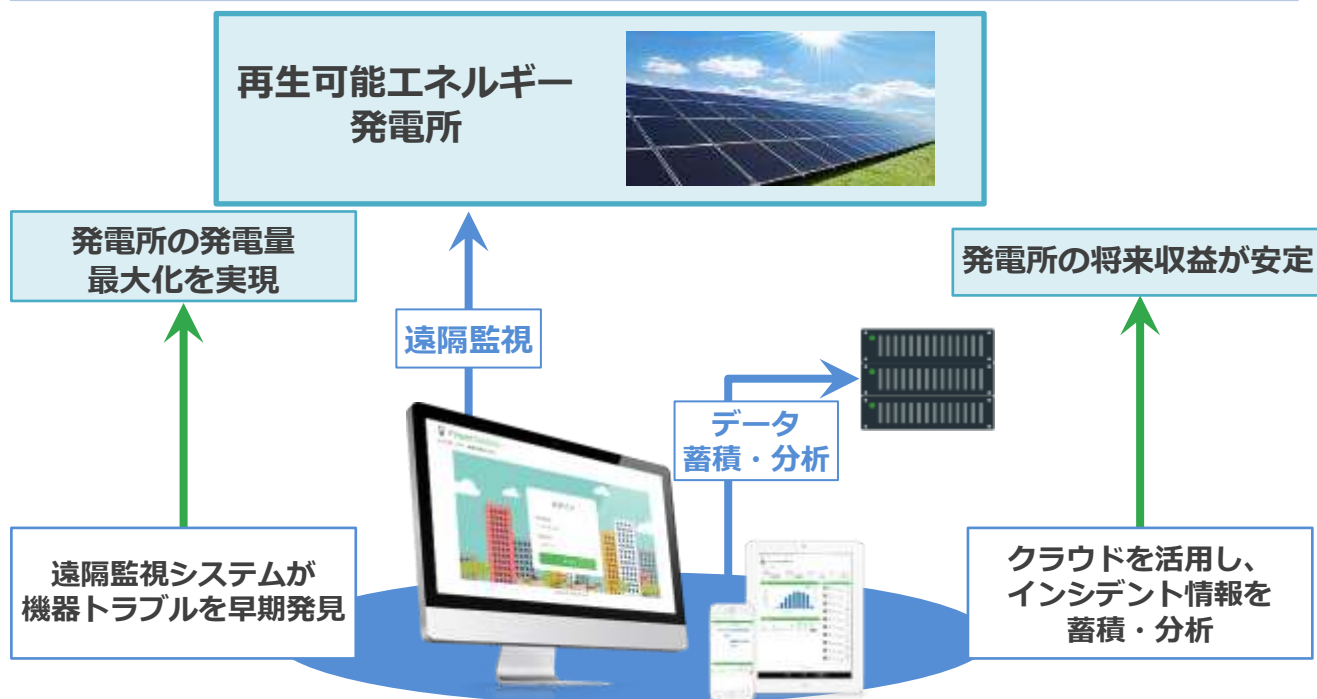 再生可能エネルギー
発電所
発電所の発電量
最大化を実現
発電所の将来収益が安定
遠隔監視
データ
蓄積・分析
遠隔監視システムが
機器トラブルを早期発見
クラウドを活用し、
インシデント情報を
蓄積・分析